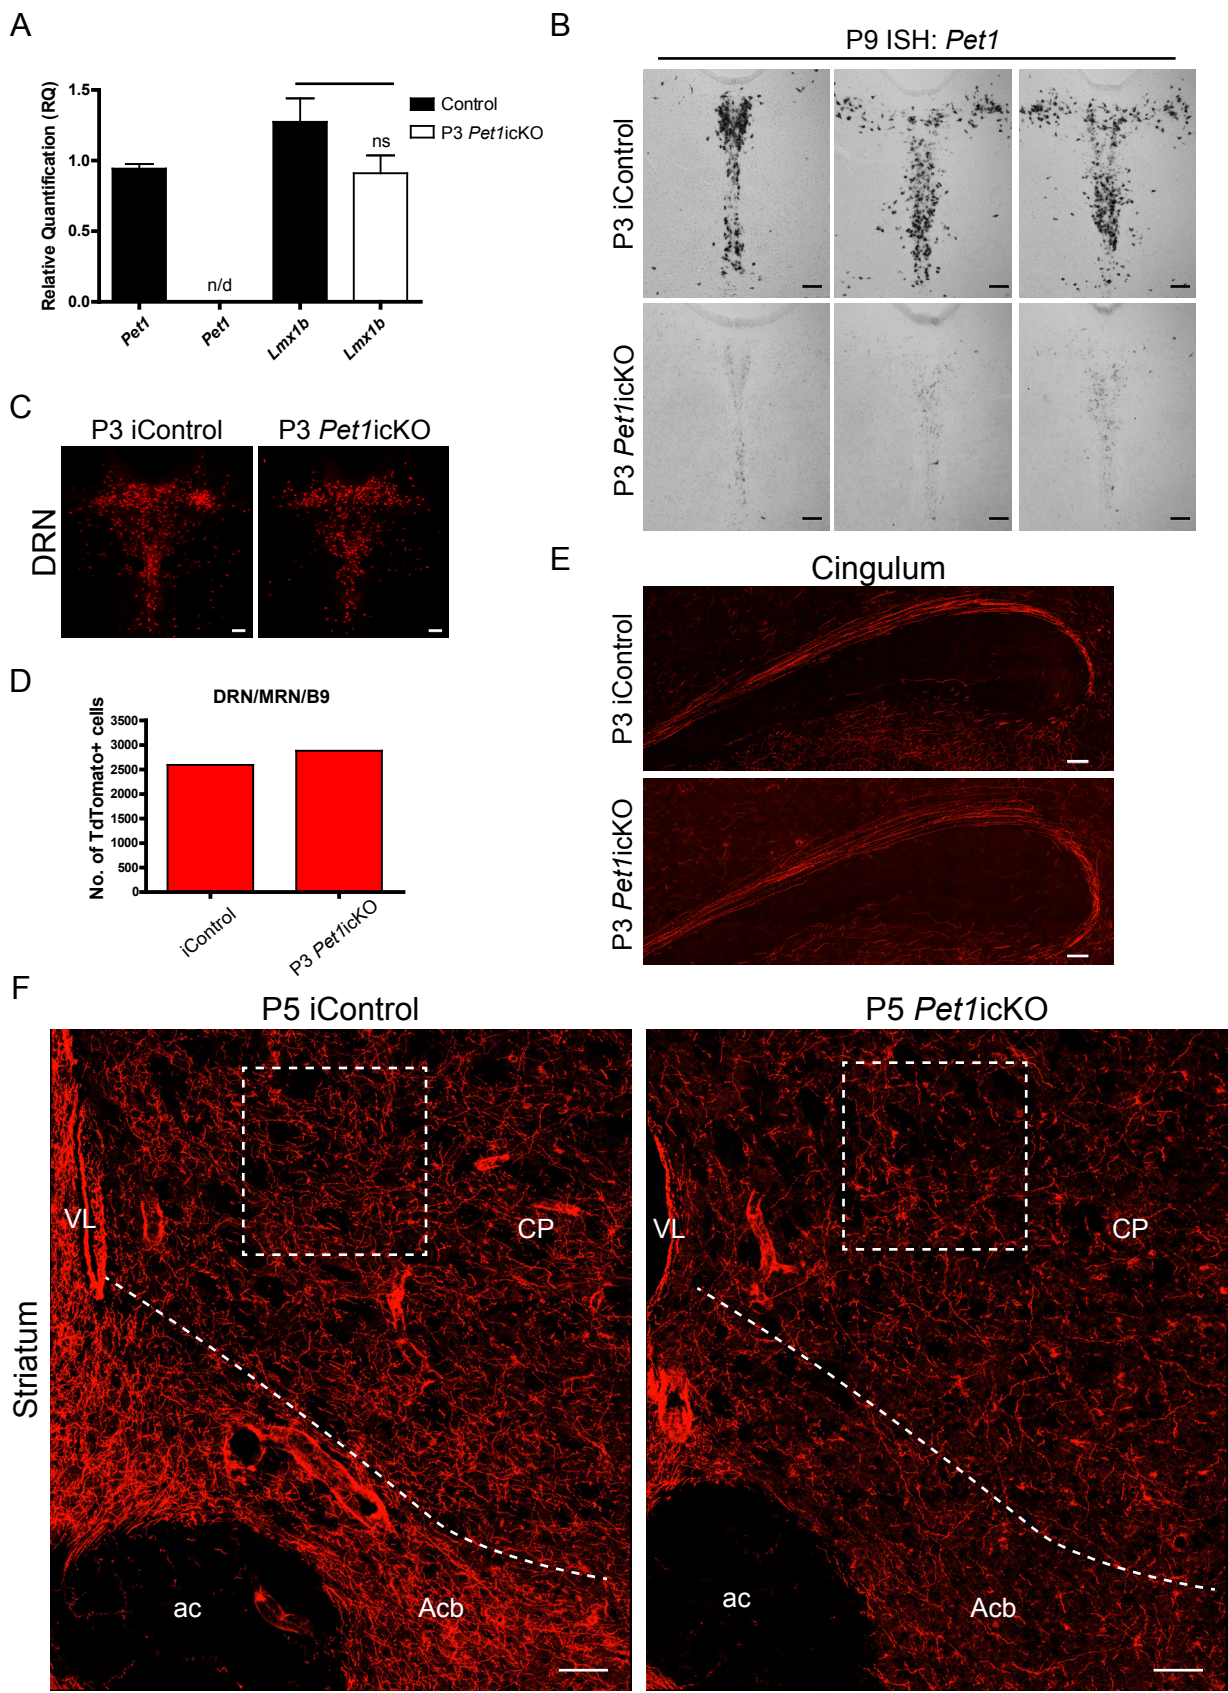 A
Relative Quantification (RQ)
1.5
1.0
0.5
0.0
Control
P3 Pet1icKO
ns
n/d
Pet1
Pet1
Lmx1b
Lmx1b
B
P9 ISH: Pet1
P3 iControl
P3 Pet1icKO
C
P3 iControl
P3 Pet1icKO
DRN
D
DRN/MRN/B9
No. of TdTomato+ cells
3500
3000
2500
2000
1500
1000
500
0
iControl
P3 Pet1icKO
E
Cingulum
P3 iControl
P3 Pet1icKO
F
P5 iControl
P5 Pet1icKO
Striatum
VL
CP
ac
Acb
VL
CP
ac
Acb